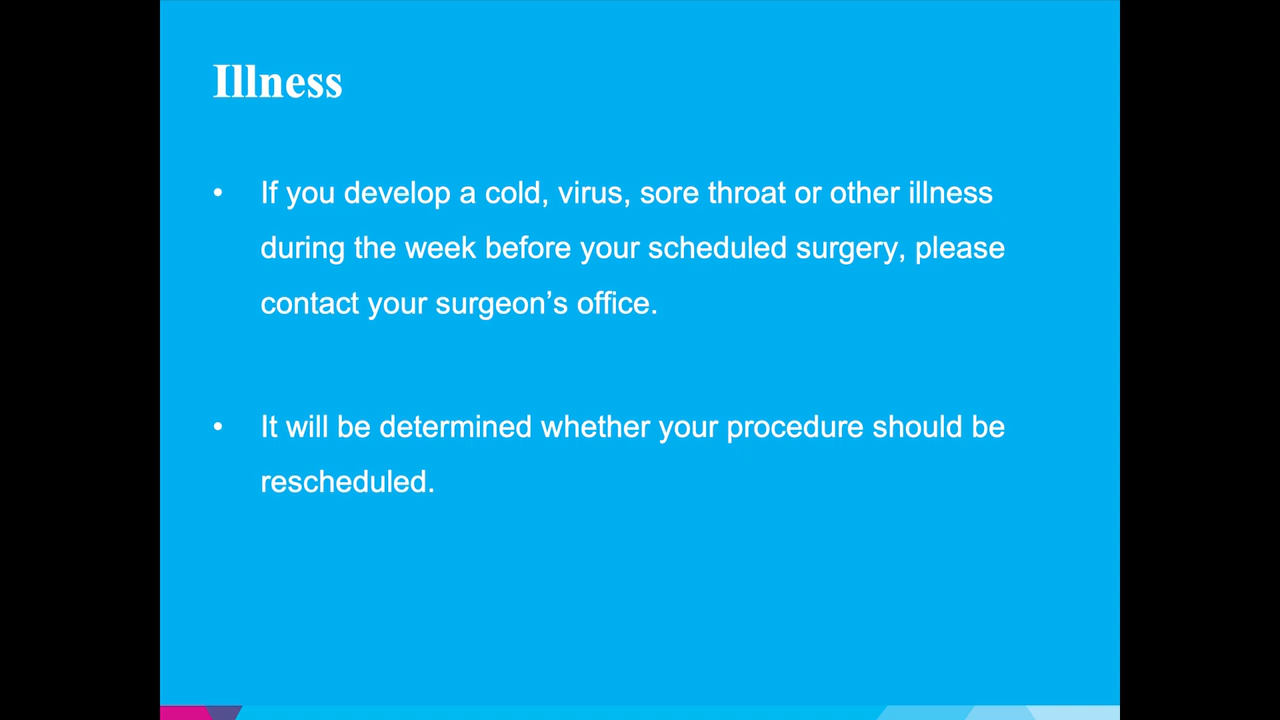 Illness
• If you develop a cold, virus, sore throat or other illness
during the week before your scheduled surgery, please
contact your surgeon’s office.
• It will be determined whether your procedure should be
rescheduled.